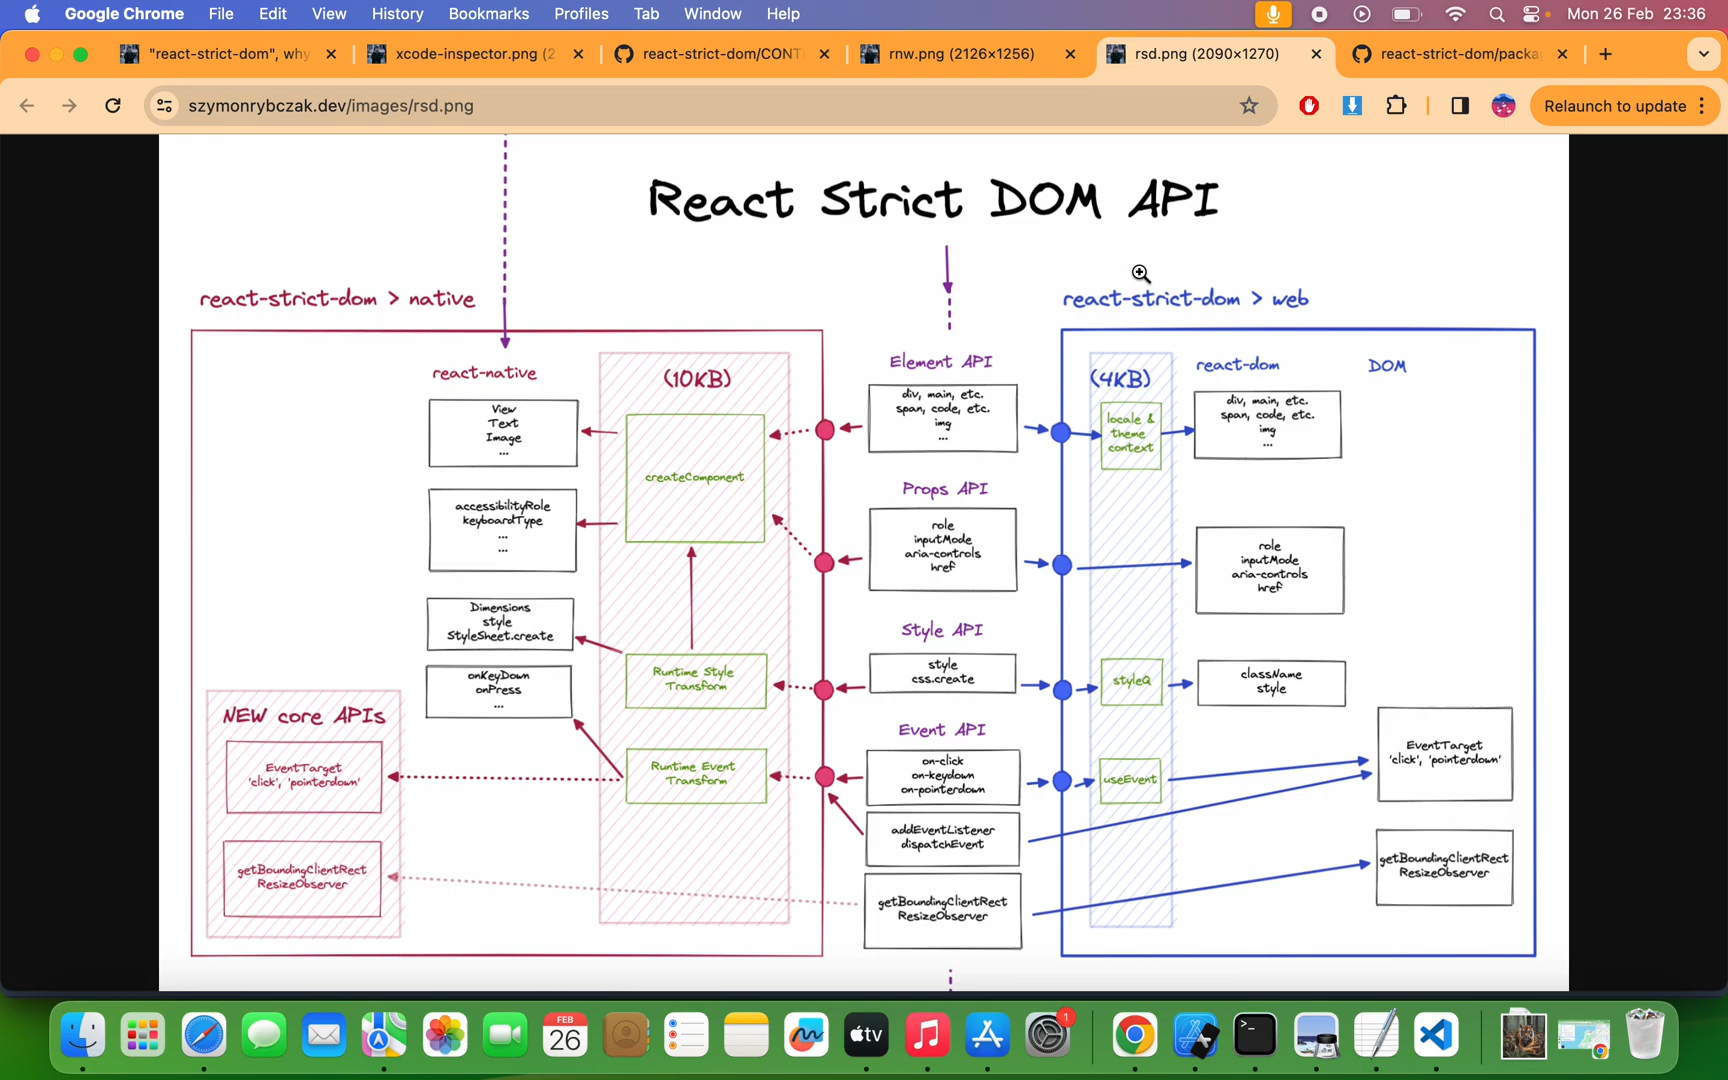 Google Chrome File Edit View History Bookmarks Profiles Tab Window Help Mon 26 Feb 23:36
"react-strict-dom", why
xcode-inspector.png (2
react-strict-dom/CONT
rnw.png (2126×1256)
rsd.png (2090×1270)
react-strict-dom/packa
szymonrybczak.dev/images/rsd.png
Relaunch to update
React Strict DOM API
react-strict-dom > native
react-strict-dom > web
react-native
(10KB)
View
Text
Image
...
createComponent
accessibilityRole
keyboardType
...
...
Dimensions
style
StyleSheet.create
Runtime Style
Transform
onKeyDown
onPress
...
Runtime Event
Transform
NEW core APIs
EventTarget
'click', 'pointerdown'
getBoundingClientRect
ResizeObserver
Element API
div, main, etc.
span, code, etc.
img
...
Props API
role
inputMode
aria-controls
href
Style API
style
css.create
Event API
on-click
on-keydown
on-pointerdown
addEventListener
dispatchEvent
getBoundingClientRect
ResizeObserver
(4KB)
react-dom
DOM
locale &
theme
context
div, main, etc.
span, code, etc.
img
...
role
inputMode
aria-controls
href
styleQ
className
style
useEvent
EventTarget
'click', 'pointerdown'
getBoundingClientRect
ResizeObserver
FEB
26
tv
1